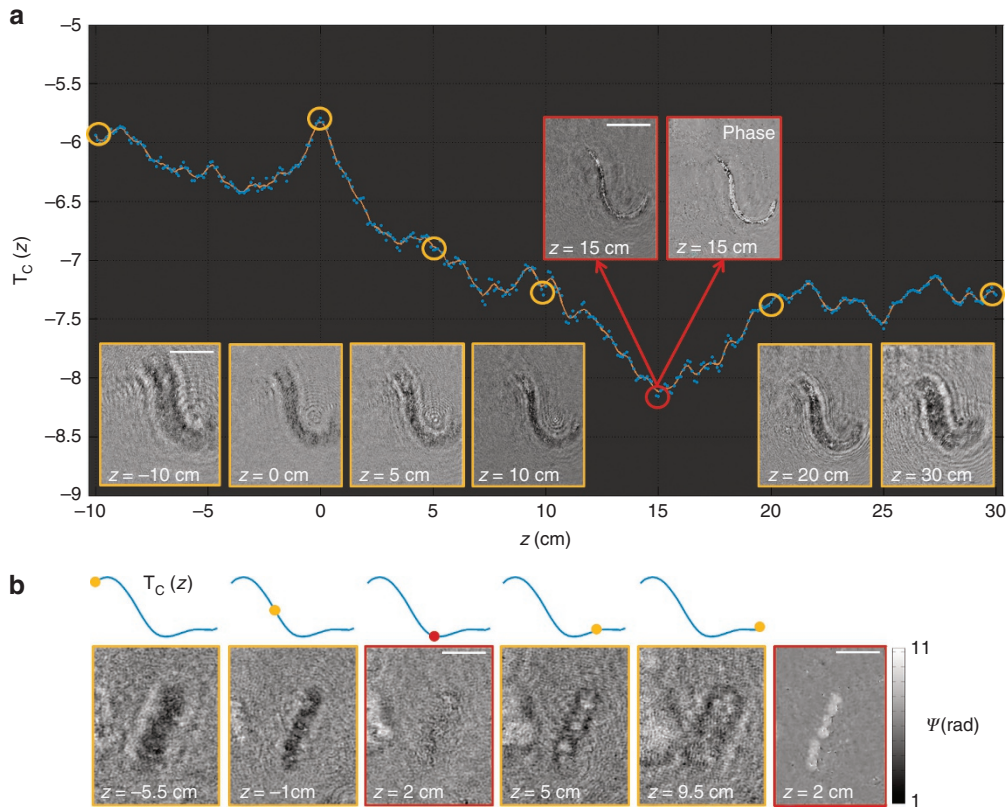 a
−5
−5.5
−6
−6.5
−7
−7.5
−8
−8.5
−9
T_C (z)
Phase
z = 15 cm
z = 15 cm
z = −10 cm
z = 0 cm
z = 5 cm
z = 10 cm
z = 20 cm
z = 30 cm
−10
−5
0
5
10
15
20
25
30
z (cm)
b
T_C (z)
z = −5.5 cm
z = −1cm
z = 2 cm
z = 5 cm
z = 9.5 cm
z = 2 cm
11
Ψ(rad)
1